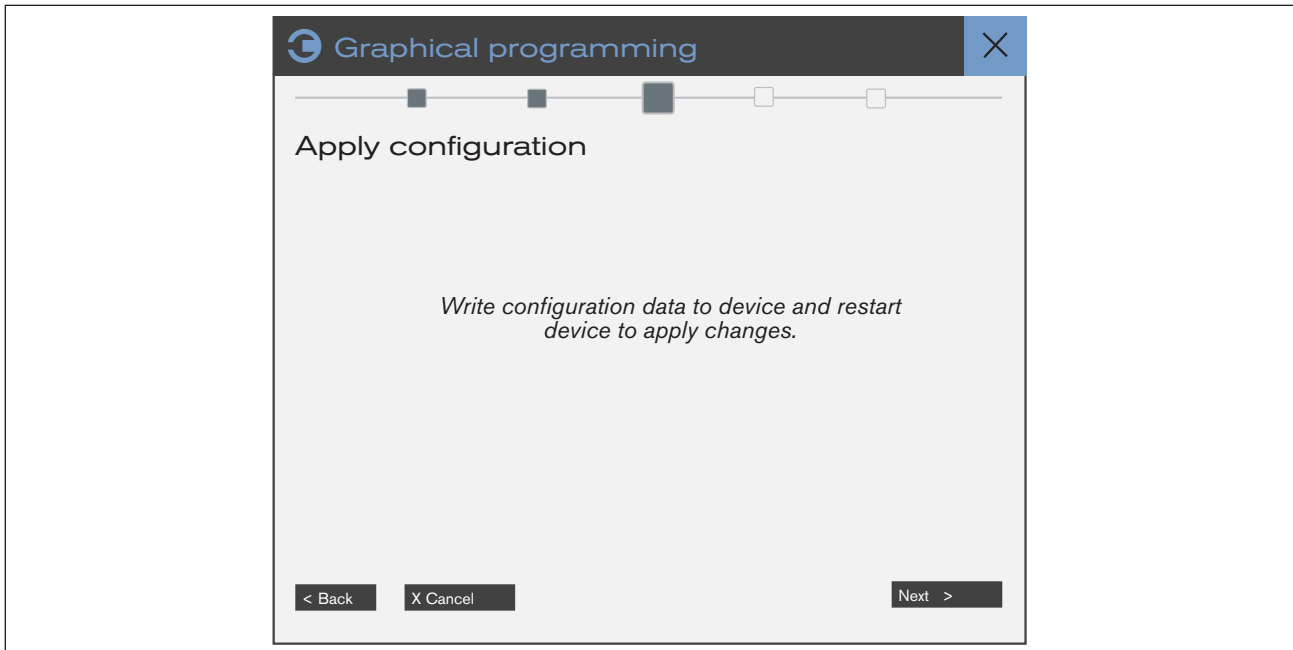 Graphical programming
Apply configuration
Write configuration data to device and restart
device to apply changes.
< Back
X Cancel
Next >